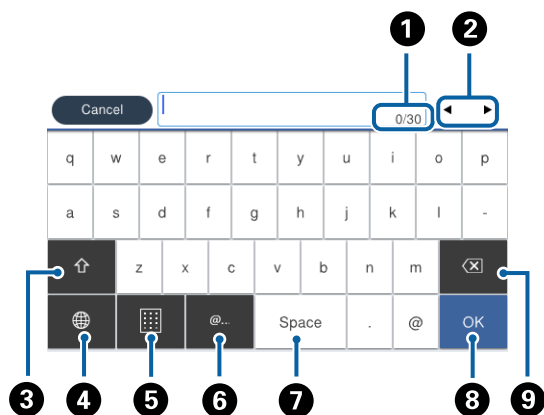 1 2
Cancel
0/30
q w e r t y u i o p
a s d f g h j k l -
z x c v b n m
@... Space . @ OK
3 4 5 6 7 8 9